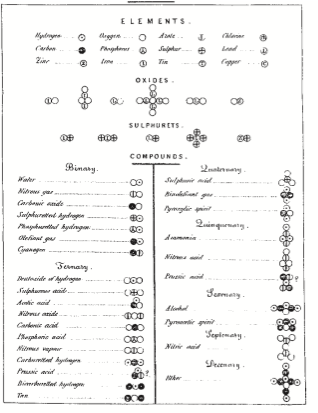 ELEMENTS.
Hydrogen Oxygen Azote Chlorine
Carbon Phosphorus Sulphur Lead
Zinc Iron Tin Copper
OXIDES.
SULPHURETS.
COMPOUNDS.
Binary.
Water
Nitrous gas
Carbonic oxide
Sulphuretted hydrogen
Phosphuretted hydrogen
Olefiant gas
Cyanogen
Ternary.
Deutoxide of hydrogen
Sulphurous acid
Acetic acid
Nitrous oxide
Carbonic acid
Phosphoric acid
Nitrous vapour
Carburetted hydrogen
Prussic acid ?
Bicarburetted hydrogen
Tan
Quaternary.
Sulphuric acid
Binolefiant gas
Pyroxylic spirit
Quinquenary.
Ammonia
Nitrous acid
Prussic acid ?
Senary.
Alcohol
Pyroacetic spirit
Septenary.
Nitric acid
Decenary.
Ether